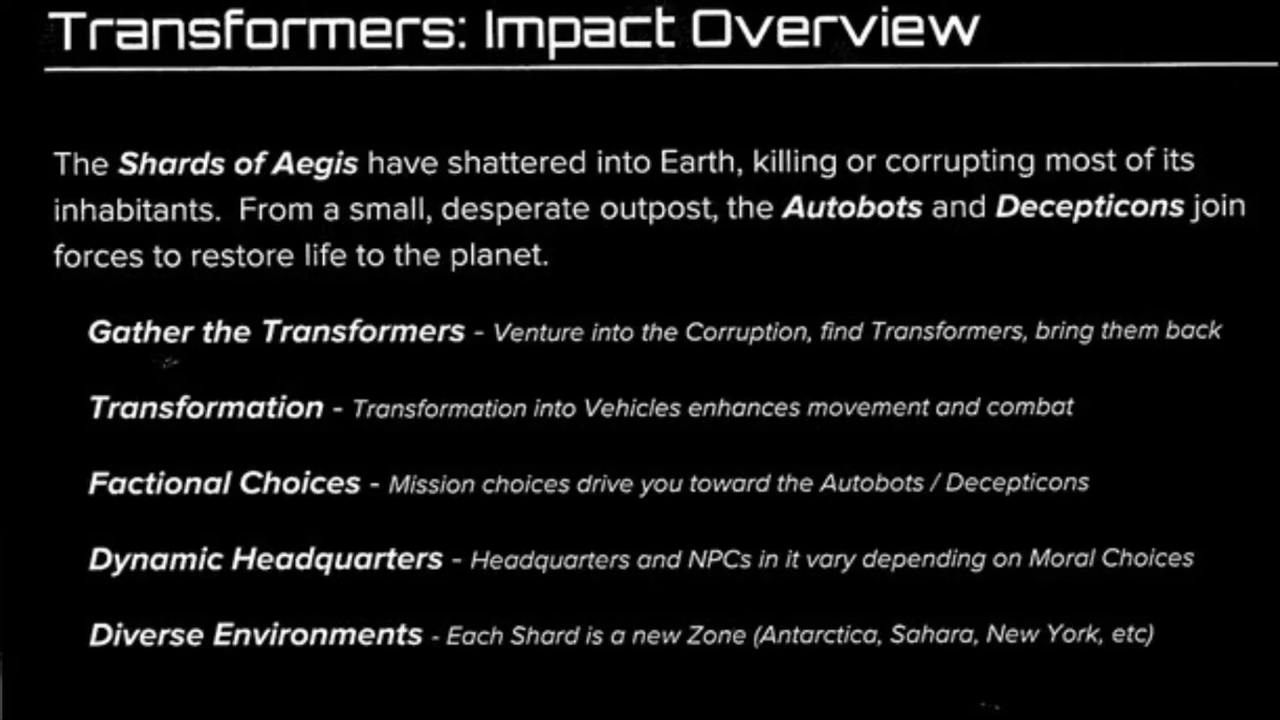 Transformers: Impact Overview
The Shards of Aegis have shattered into Earth, killing or corrupting most of its
inhabitants. From a small, desperate outpost, the Autobots and Decepticons join
forces to restore life to the planet.
Gather the Transformers - Venture into the Corruption, find Transformers, bring them back
Transformation - Transformation into Vehicles enhances movement and combat
Factional Choices - Mission choices drive you toward the Autobots / Decepticons
Dynamic Headquarters - Headquarters and NPCs in it vary depending on Moral Choices
Diverse Environments - Each Shard is a new Zone (Antarctica, Sahara, New York, etc)